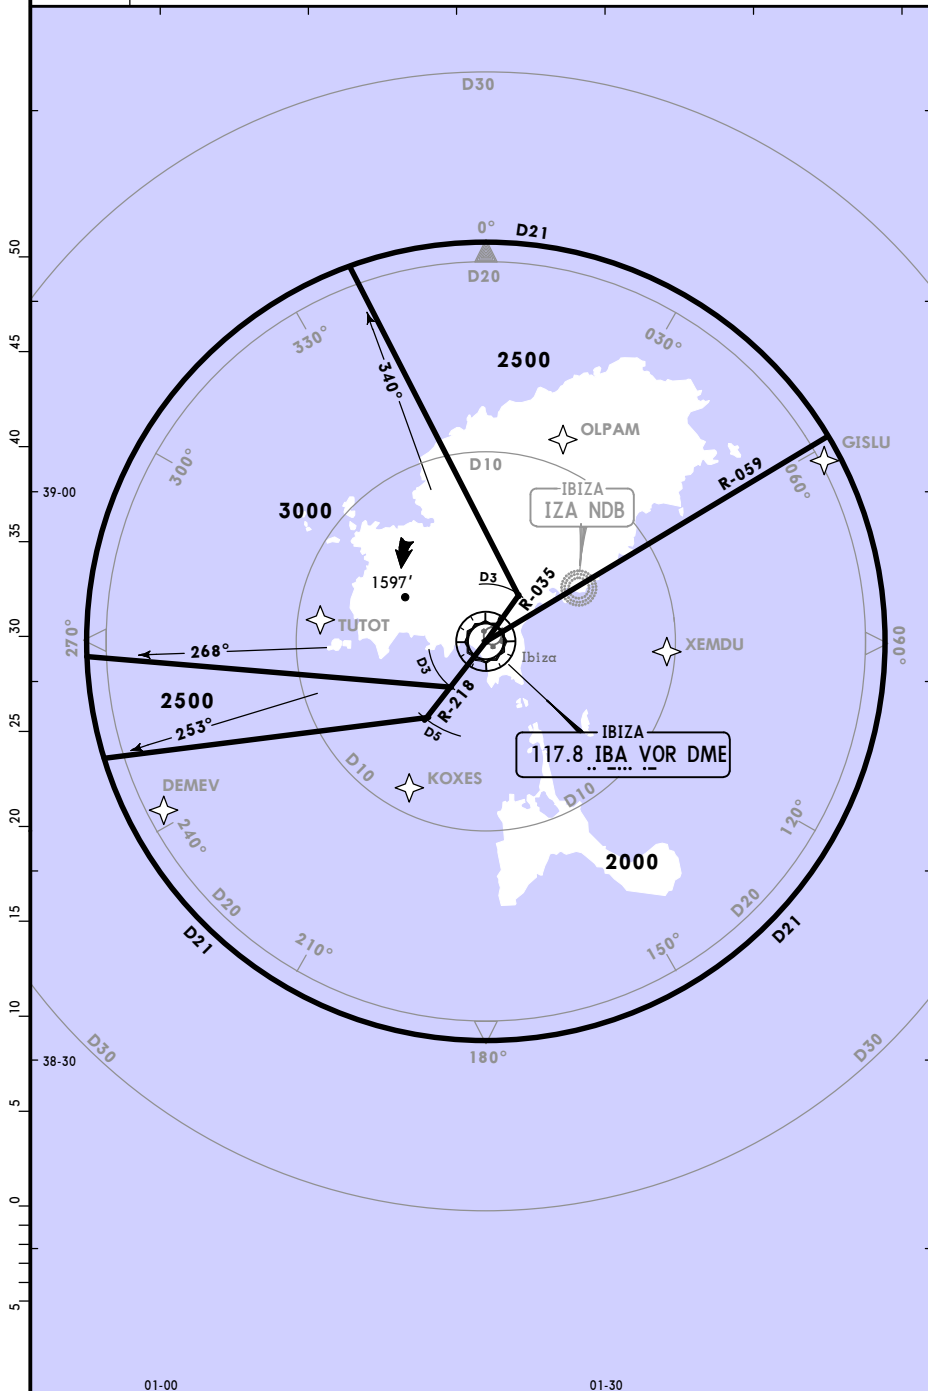 D30
0°
D21
D20
330°
030°
50
45
2500
340°
OLPAM
GISLU
40
300°
D10
R-059
060°
IBIZA
IZA NDB
39-00
3000
35
1597'
D3
R-035
TUTOT
30
270°
268°
XEMDU
090°
Ibiza
D3
2500
R-218
253°
25
D5
IBIZA
117.8 IBA VOR DME
D10
KOXES
DEMEV
D10
20
240°
120°
2000
D20
D20
15
D21
D21
210°
150°
10
D30
180°
D30
38-30
5
0
5
01-00
01-30